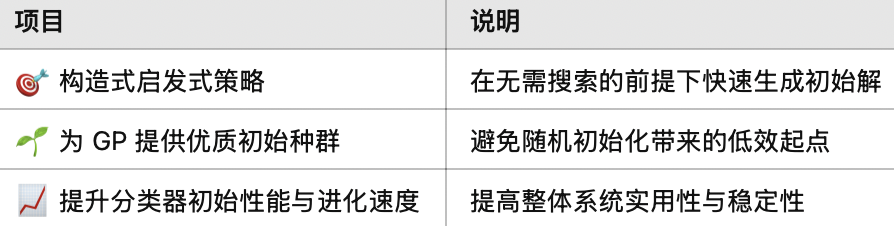 项目 说明
🎯 构造式启发式策略 在无需搜索的前提下快速生成初始解
🌱 为 GP 提供优质初始种群 避免随机初始化带来的低效起点
📈 提升分类器初始性能与进化速度 提高整体系统实用性与稳定性